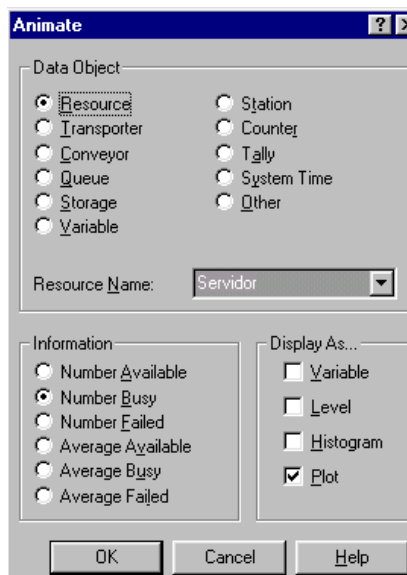 Animate
Data Object
Resource
Transporter
Conveyor
Queue
Storage
Variable
Station
Counter
Tally
System Time
Other
Resource Name: Servidor
Information
Number Available
Number Busy
Number Failed
Average Available
Average Busy
Average Failed
Display As...
Variable
Level
Histogram
Plot
OK Cancel Help